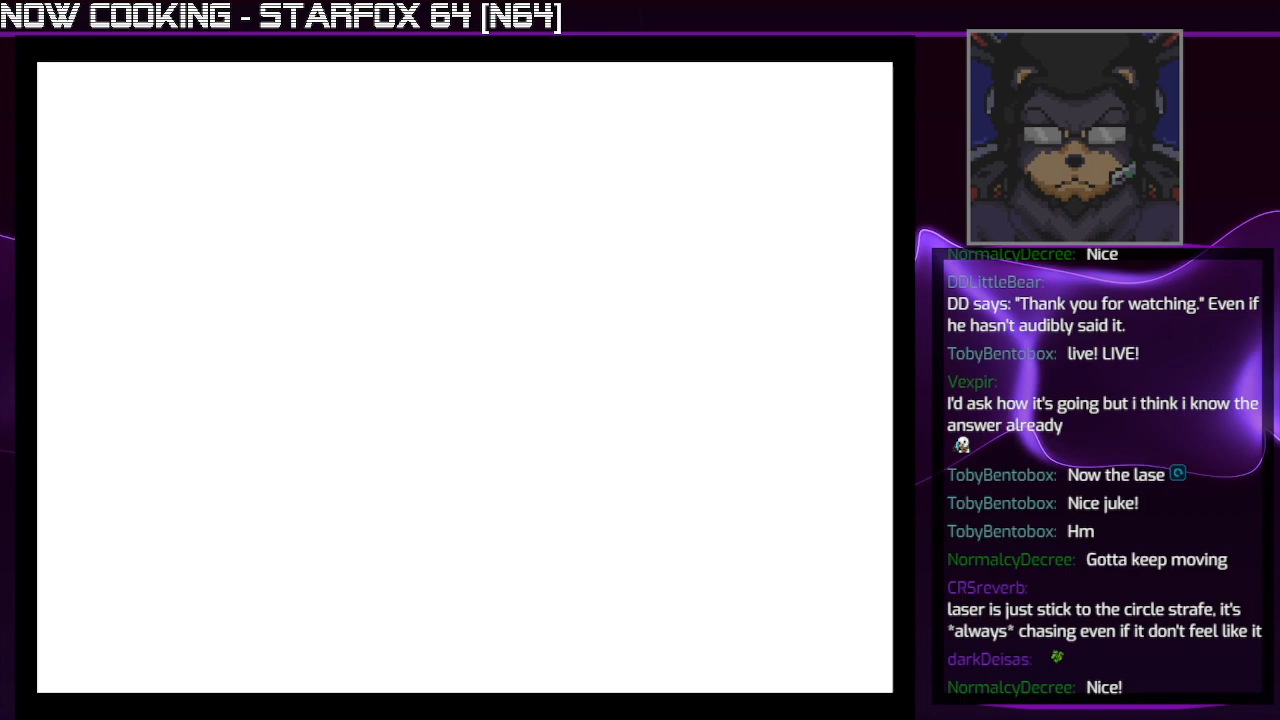 NOW COOKING - STARFOX 64 [N64]
NormalcyDecree: Nice
DDLittleBear:
DD says: "Thank you for watching." Even if
he hasn't audibly said it.
TobyBentobox: live! LIVE!
Vexpir:
I'd ask how it's going but i think i know the
answer already
TobyBentobox: Now the lase
TobyBentobox: Nice juke!
TobyBentobox: Hm
NormalcyDecree: Gotta keep moving
CR5reverb:
laser is just stick to the circle strafe, it's
*always* chasing even if it don't feel like it
darkDeisas:
NormalcyDecree: Nice!